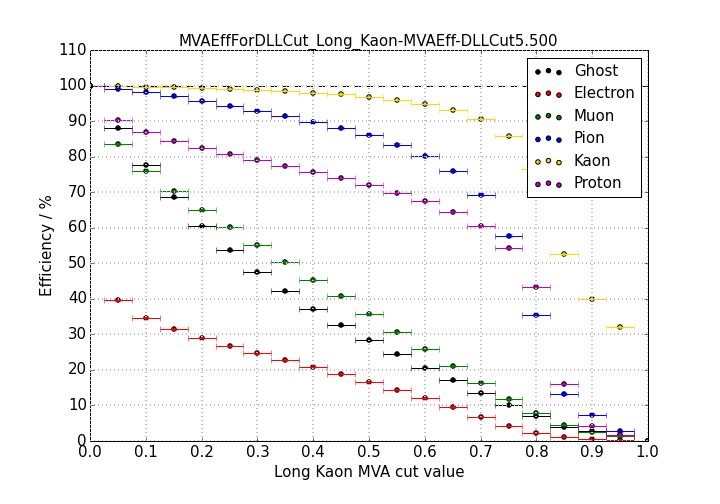 MVAEffForDLLCut_Long_Kaon-MVAEff-DLLCut5.500
110
100
90
80
70
60
50
40
30
20
10
0
Efficiency / %
Ghost
Electron
Muon
Pion
Kaon
Proton
0.0 0.1 0.2 0.3 0.4 0.5 0.6 0.7 0.8 0.9 1.0
Long Kaon MVA cut value